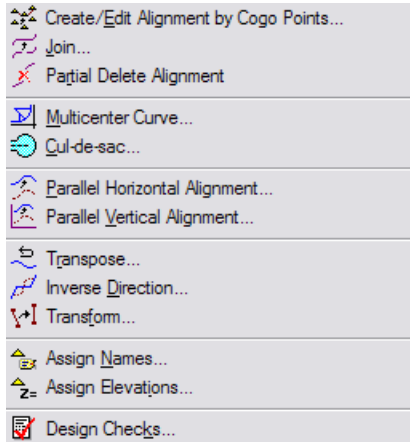 Create/Edit Alignment by Cogo Points...
Join...
Partial Delete Alignment
Multicenter Curve...
Cul-de-sac...
Parallel Horizontal Alignment...
Parallel Vertical Alignment...
Transpose...
Inverse Direction...
Transform...
Assign Names...
Z= Assign Elevations...
Design Checks...